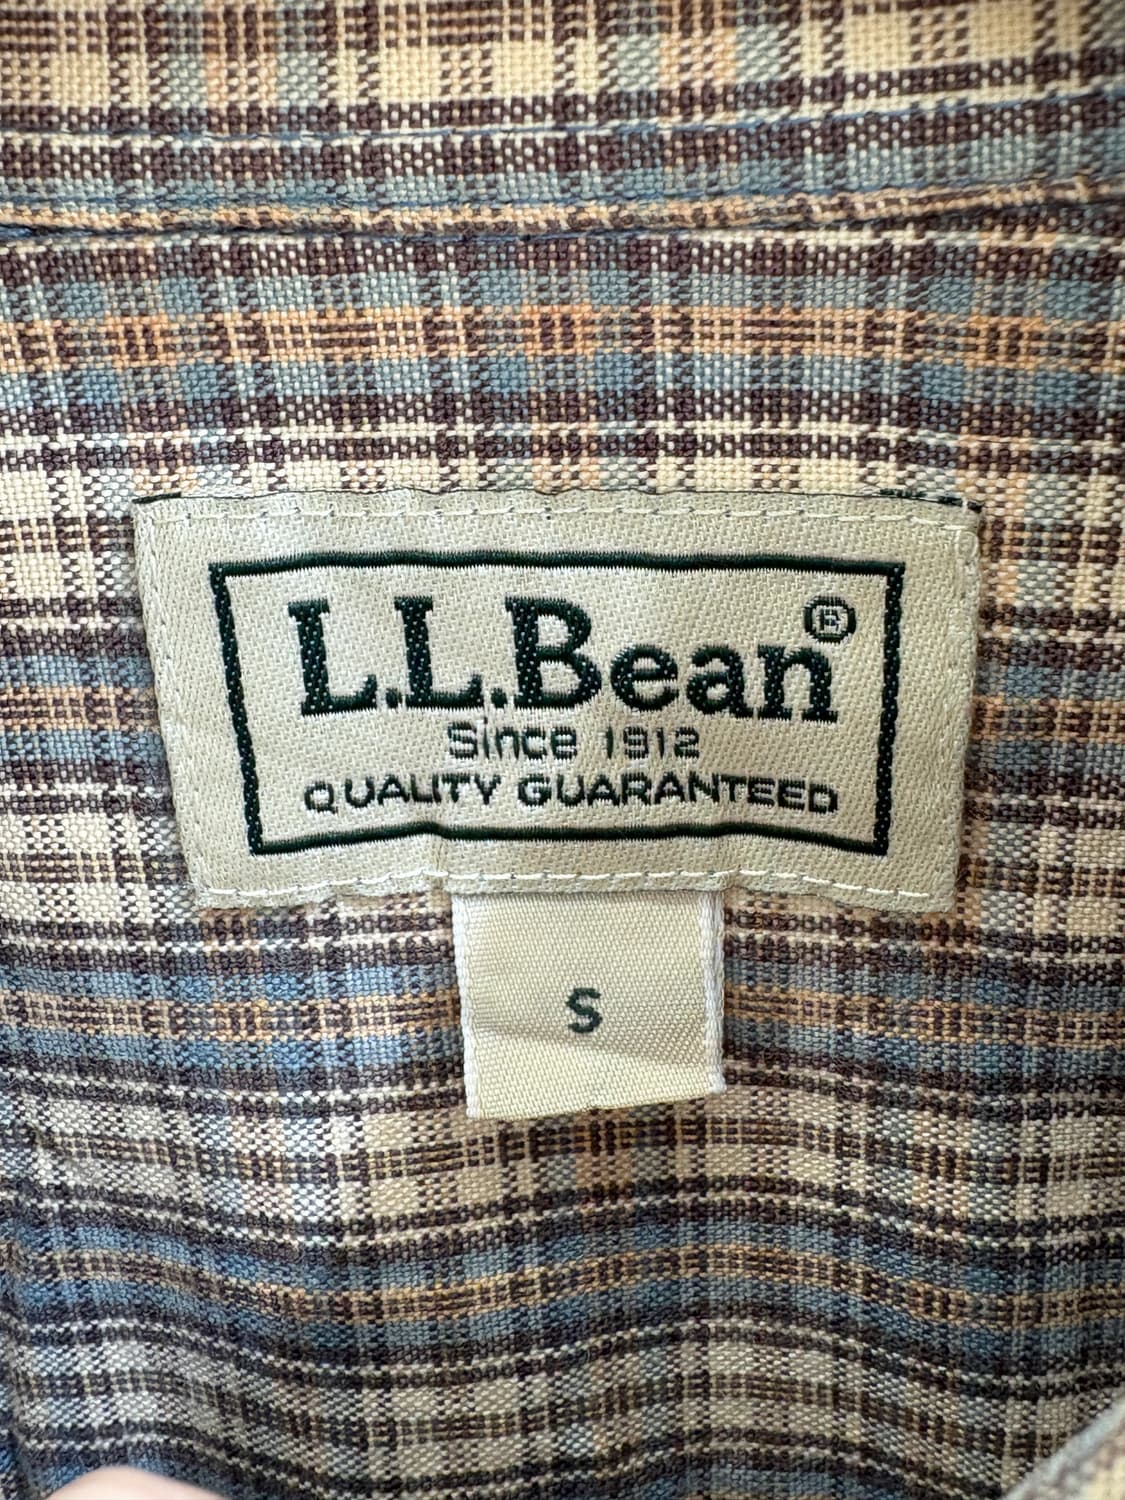 L.L.Bean®
Since 1912
QUALITY GUARANTEED
S